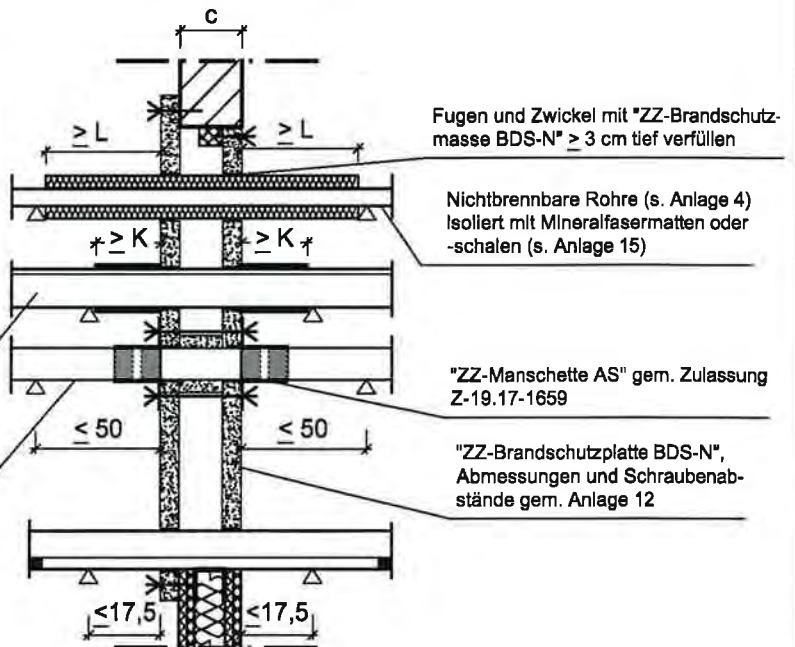 c
≥ L
≥ L
Fugen und Zwickel mit "ZZ-Brandschutz-
masse BDS-N" ≥ 3 cm tief verfüllen
Nichtbrennbare Rohre (s. Anlage 4)
Isoliert mit Mineralfasermatten oder
-schalen (s. Anlage 15)
≥ K
≥ K
"ZZ-Manschette AS" gem. Zulassung
Z-19.17-1659
≤ 50
≤ 50
"ZZ-Brandschutzplatte BDS-N",
Abmessungen und Schraubenab-
stände gem. Anlage 12
≤17,5
≤17,5